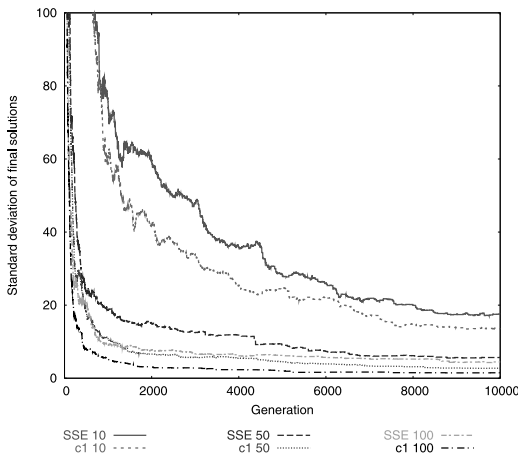 100
80
60
40
20
0
Standard deviation of final solutions
0 2000 4000 6000 8000 10000
Generation
SSE 10 SSE 50 SSE 100
c1 10 c1 50 c1 100